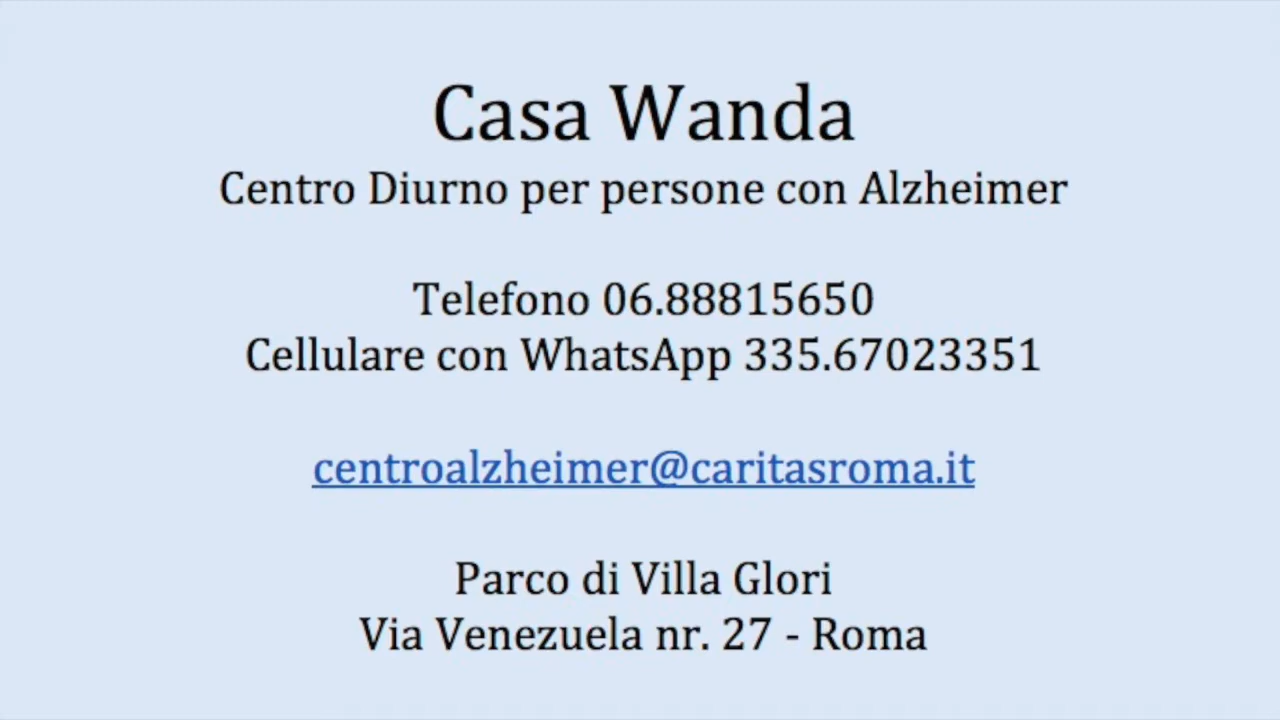 Casa Wanda
Centro Diurno per persone con Alzheimer
Telefono 06.88815650
Cellulare con WhatsApp 335.67023351
centroalzheimer@caritasroma.it
Parco di Villa Glori
Via Venezuela nr. 27 - Roma